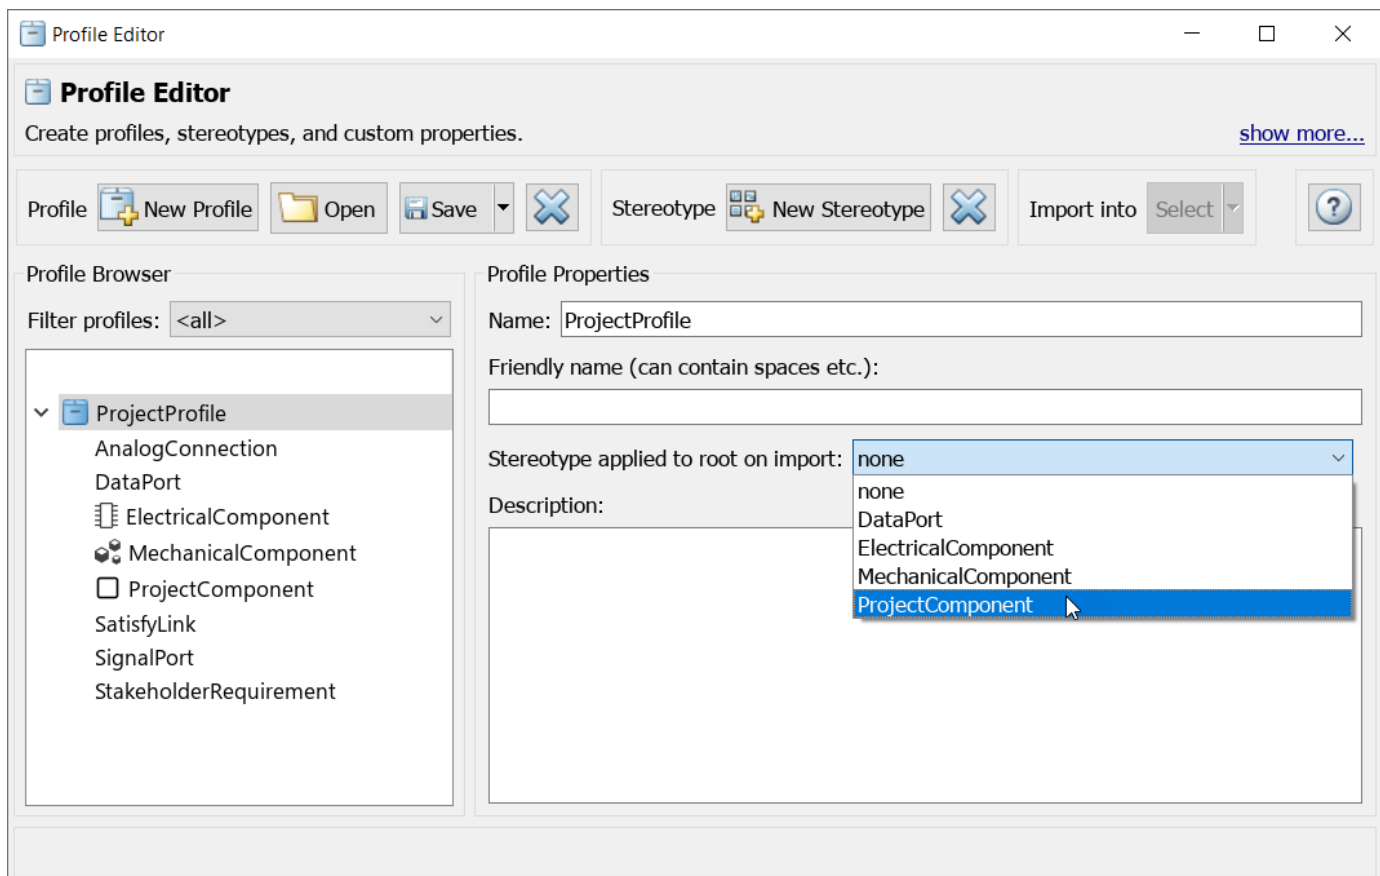 Profile Editor
Profile Editor
Create profiles, stereotypes, and custom properties.
show more...
Profile
New Profile
Open
Save
Stereotype
New Stereotype
Import into
Select
?
Profile Browser
Filter profiles:
<all>
ProjectProfile
AnalogConnection
DataPort
ElectricalComponent
MechanicalComponent
ProjectComponent
SatisfyLink
SignalPort
StakeholderRequirement
Profile Properties
Name:
ProjectProfile
Friendly name (can contain spaces etc.):
Stereotype applied to root on import:
none
none
DataPort
ElectricalComponent
MechanicalComponent
ProjectComponent
Description: